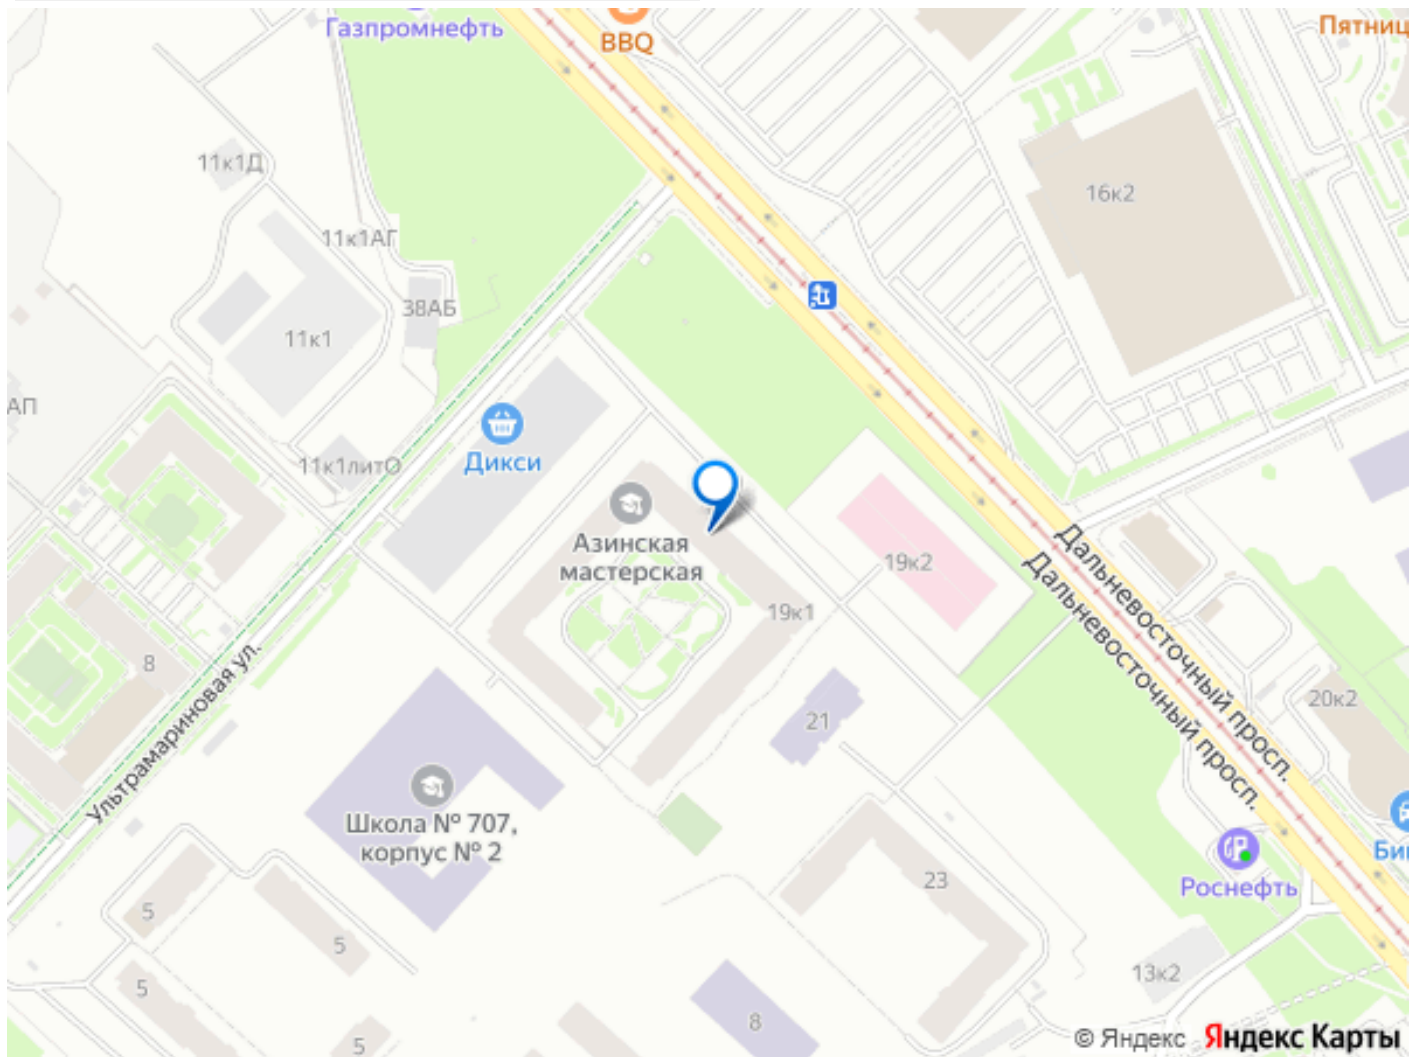 Газпромнефть
BBQ
Пятниц
11к1Д
16к2
11к1АГ
38АБ
11к1
АП
Дикси
11к1литО
Азинская
мастерская
19к2
Дальневосточный просп.
Дальневосточный просп.
19к1
8
Ультрамариновая ул.
21
20к2
Школа № 707,
корпус № 2
Би
Роснефть
23
5
5
5
13к2
8
5
© Яндекс Яндекс Карты